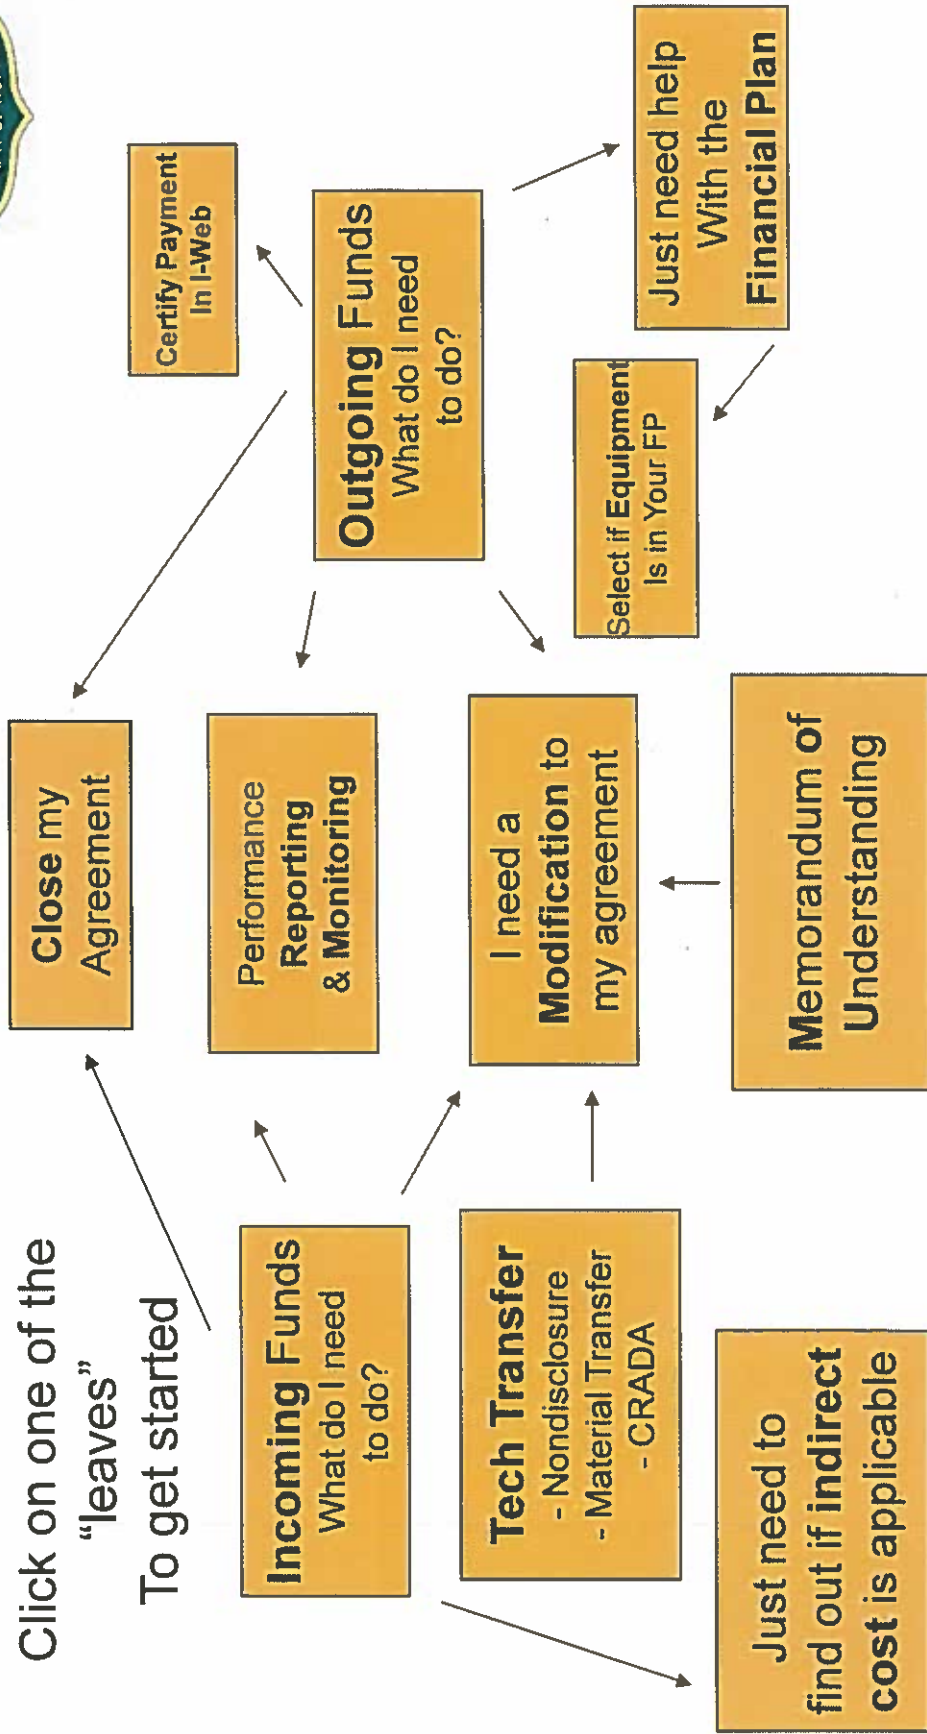 Click on one of the
“leaves”
To get started
Close my
Agreement
Certify Payment
In I-Web
Incoming Funds
What do I need
to do?
Performance
Reporting
& Monitoring
Outgoing Funds
What do I need
to do?
Tech Transfer
- Nondisclosure
- Material Transfer
- CRADA
I need a
Modification to
my agreement
Select if Equipment
Is in Your FP
Just need help
With the
Financial Plan
Just need to
find out if indirect
cost is applicable
Memorandum of
Understanding